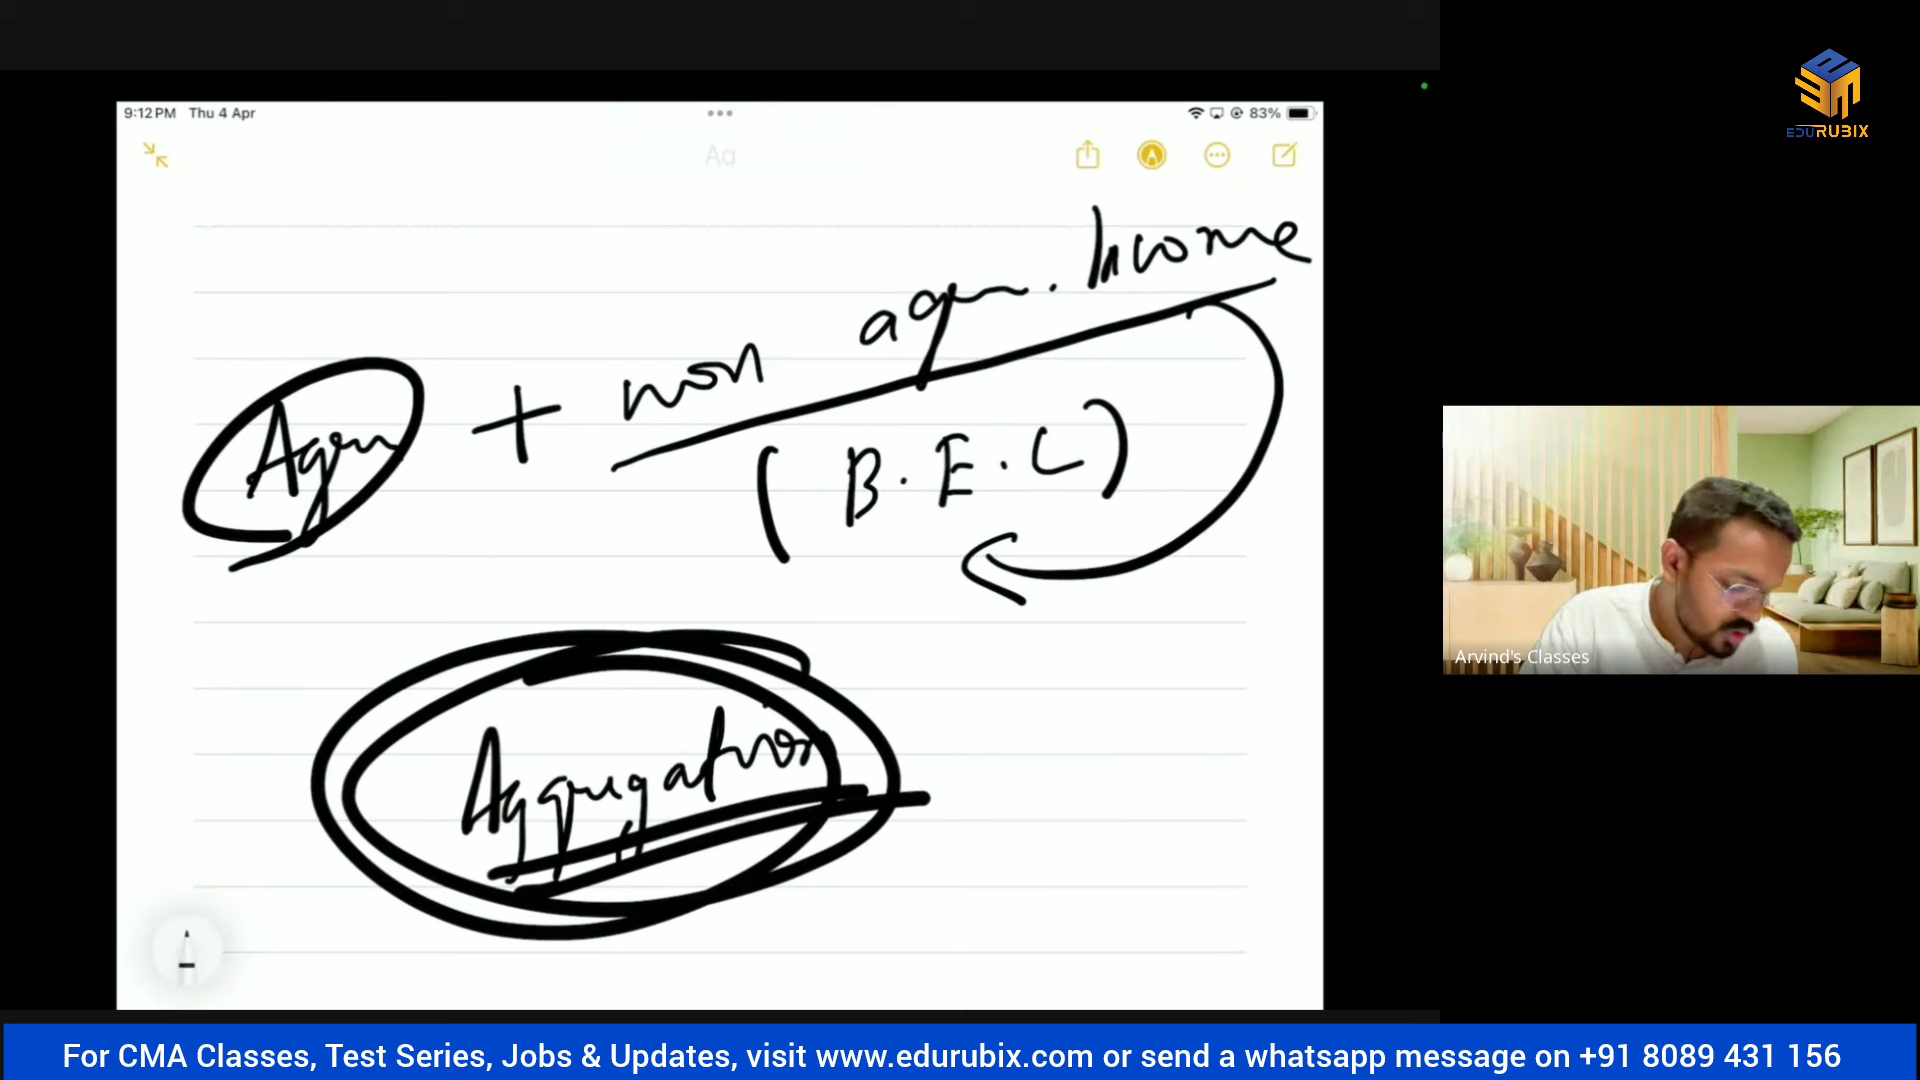 EDURUBIX
9:12 PM Thu 4 Apr
83%
Aa
Agri + non agri. Income
(B.E.C)
Aggregation
Arvind's Classes
For CMA Classes, Test Series, Jobs & Updates, visit www.edurubix.com or send a whatsapp message on +91 8089 431 156